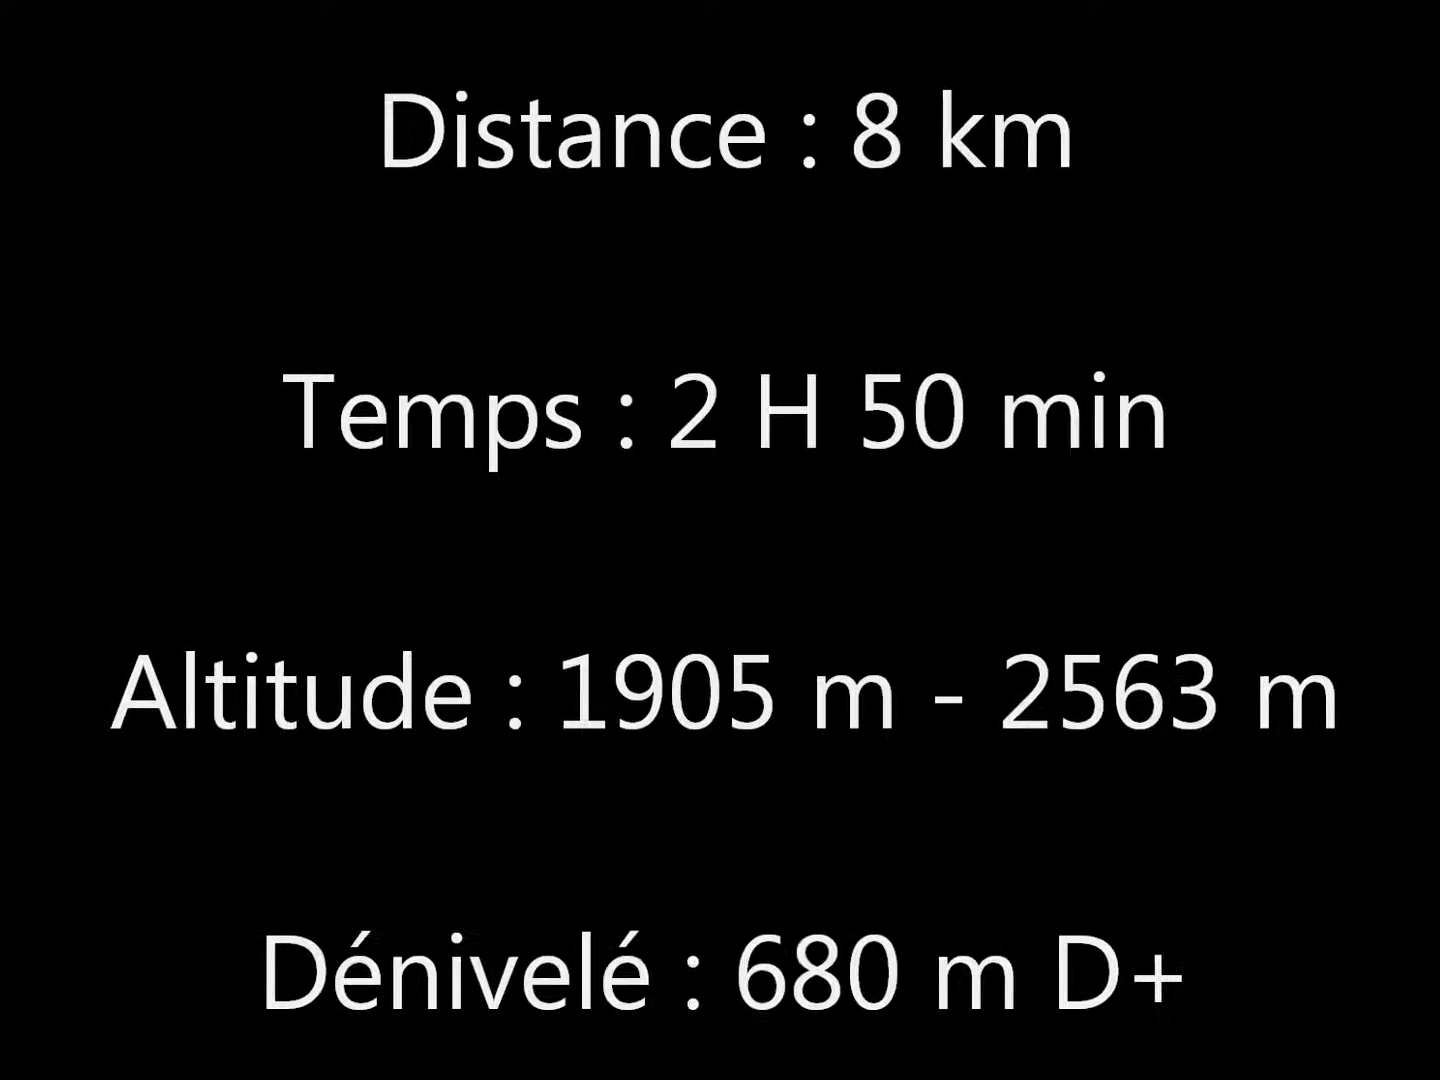 Distance : 8 km
Temps : 2 H 50 min
Altitude : 1905 m - 2563 m
Dénivelé : 680 m D+